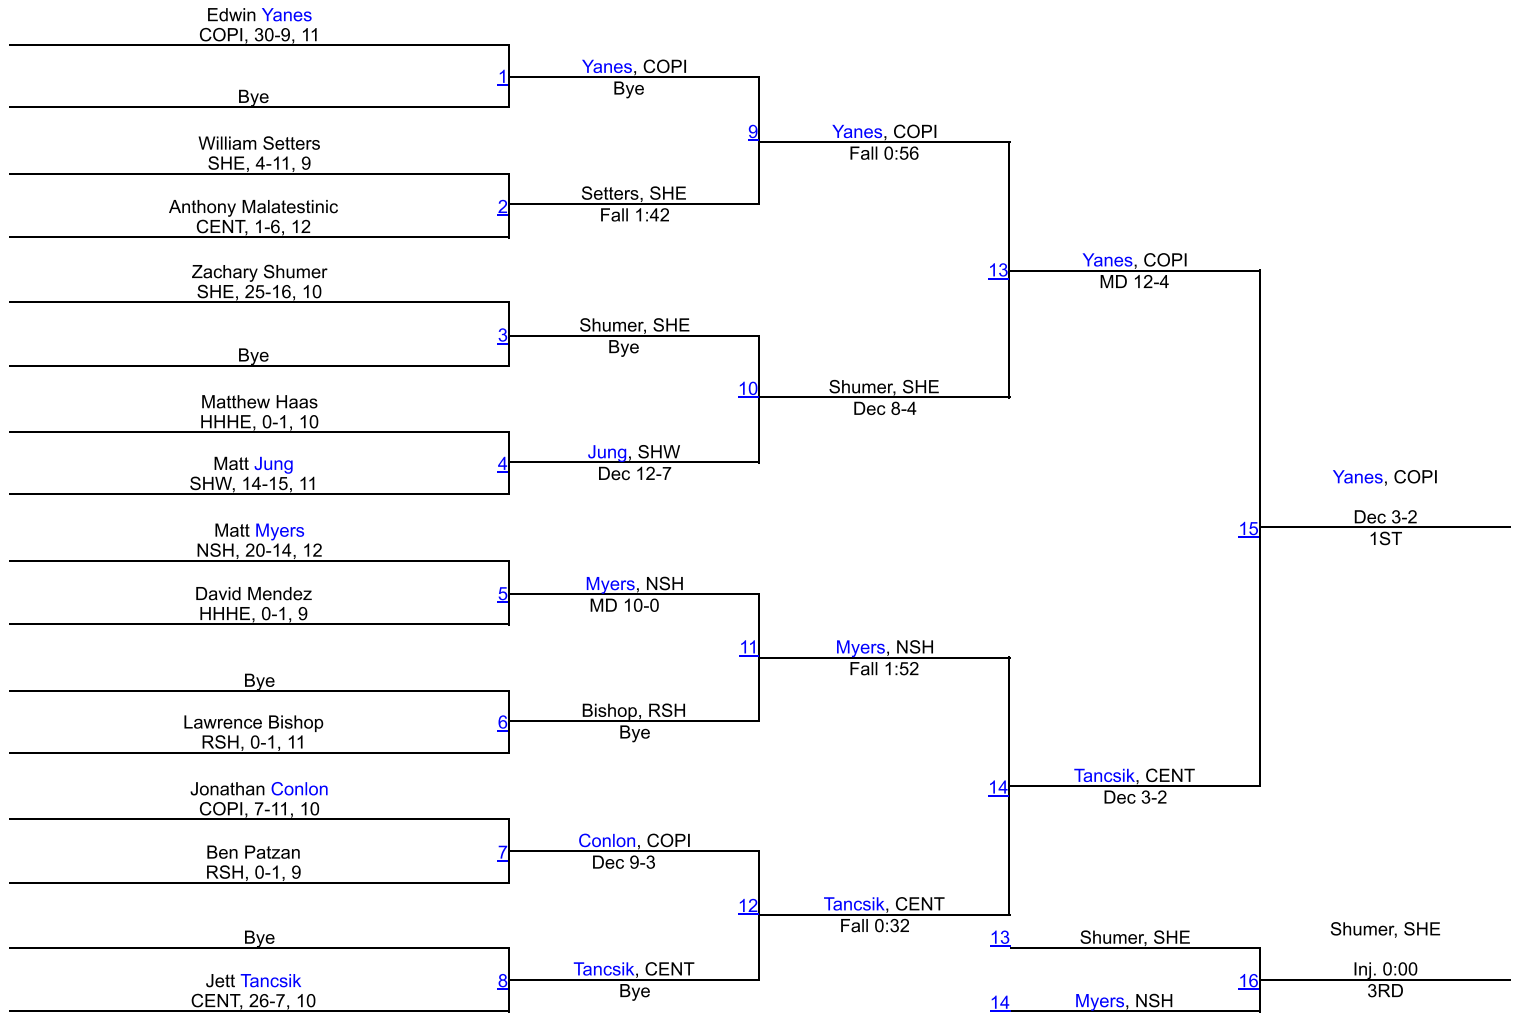 Edwin Yanes
COPI, 30-9, 11
1
Yanes, COPI
Bye
Bye
9
Yanes, COPI
Fall 0:56
William Setters
SHE, 4-11, 9
Setters, SHE
Fall 1:42
Anthony Malatestinic
CENT, 1-6, 12
2
Zachary Shumer
SHE, 25-16, 10
13
Yanes, COPI
MD 12-4
3
Shumer, SHE
Bye
Bye
10
Shumer, SHE
Dec 8-4
Matthew Haas
HHHE, 0-1, 10
4
Jung, SHW
Dec 12-7
Matt Jung
SHW, 14-15, 11
Yanes, COPI
15
Dec 3-2
1ST
Matt Myers
NSH, 20-14, 12
5
Myers, NSH
MD 10-0
David Mendez
HHHE, 0-1, 9
11
Myers, NSH
Fall 1:52
Bye
6
Bishop, RSH
Bye
Lawrence Bishop
RSH, 0-1, 11
14
Tancsik, CENT
Dec 3-2
Jonathan Conlon
COPI, 7-11, 10
7
Conlon, COPI
Dec 9-3
Ben Patzan
RSH, 0-1, 9
12
Tancsik, CENT
Fall 0:32
Bye
13
Shumer, SHE
Shumer, SHE
8
Tancsik, CENT
Bye
Jett Tancsik
CENT, 26-7, 10
16
Inj. 0:00
3RD
14
Myers, NSH